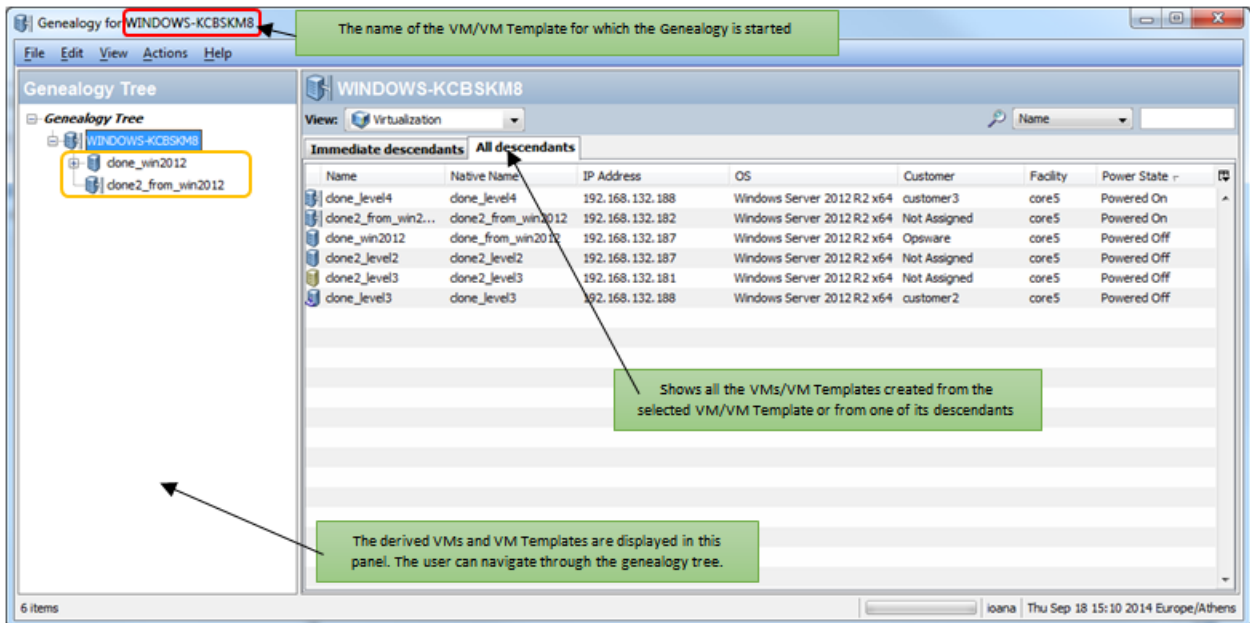 Genealogy for WINDOWS-KCBSKM8
The name of the VM/VM Template for which the Genealogy is started
File Edit View Actions Help
Genealogy Tree
WINDOWS-KCBSKM8
Genealogy Tree
WINDOWS-KCBSKM8
clone_win2012
clone2_from_win2012
View: Virtualization
Name
Immediate descendants All descendants
Name Native Name IP Address OS Customer Facility Power State
clone_level4 clone_level4 192.168.132.188 Windows Server 2012 R2 x64 customer3 core5 Powered On
clone2_from_win2... clone2_from_win2012 192.168.132.182 Windows Server 2012 R2 x64 Not Assigned core5 Powered On
clone_win2012 clone_from_win2012 192.168.132.187 Windows Server 2012 R2 x64 Opsware core5 Powered Off
clone2_level2 clone2_level2 192.168.132.187 Windows Server 2012 R2 x64 Not Assigned core5 Powered Off
clone2_level3 clone2_level3 192.168.132.181 Windows Server 2012 R2 x64 Not Assigned core5 Powered Off
clone_level3 clone_level3 192.168.132.188 Windows Server 2012 R2 x64 customer2 core5 Powered Off
Shows all the VMs/VM Templates created from the
selected VM/VM Template or from one of its descendants
The derived VMs and VM Templates are displayed in this
panel. The user can navigate through the genealogy tree.
6 items
ioana Thu Sep 18 15:10 2014 Europe/Athens